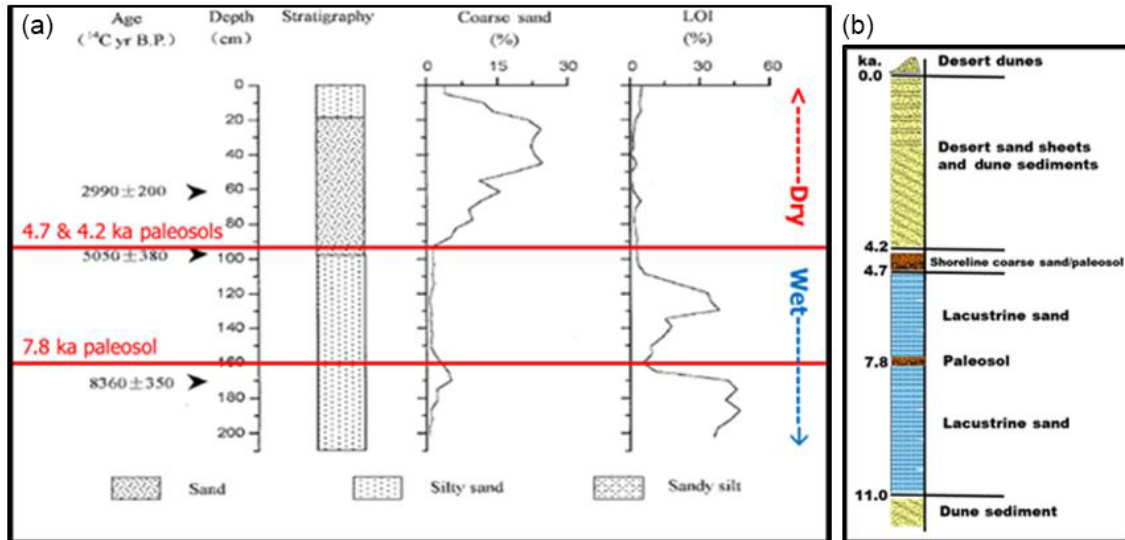 (a)
Age
(¹⁴C yr B.P.)
Depth
(cm)
Stratigraphy
Coarse sand
(%)
LOI
(%)
0 15 30
0 30 60
0
20
40
60
80
100
120
140
160
180
200
2990±200
4.7 & 4.2 ka paleosols
5050±380
7.8 ka paleosol
8360±350
<-----Dry
Wet----->
Sand
Silty sand
Sandy silt
(b)
ka.
0.0
Desert dunes
Desert sand sheets
and dune sediments
4.2
Shoreline coarse sand/paleosol
4.7
Lacustrine sand
7.8
Paleosol
Lacustrine sand
11.0
Dune sediment